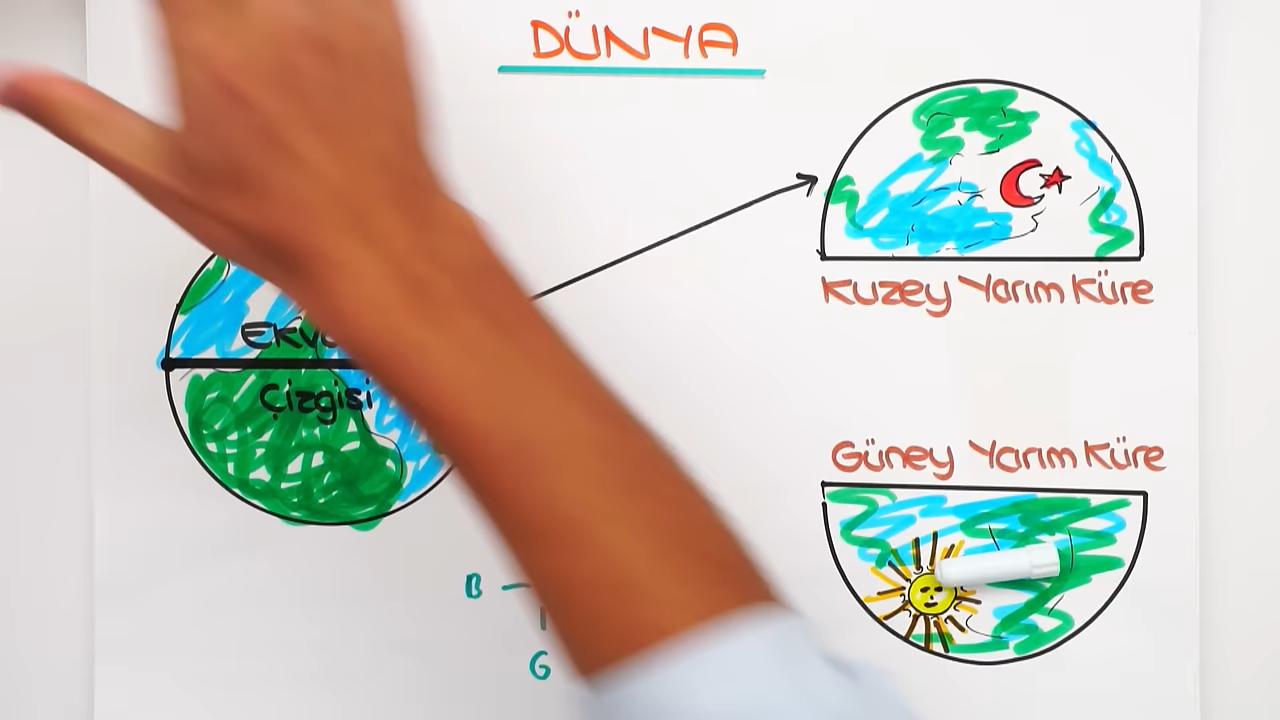 DÜNYA
Kuzey Yarım Küre
Çizgisi
Güney Yarım Küre
B
G